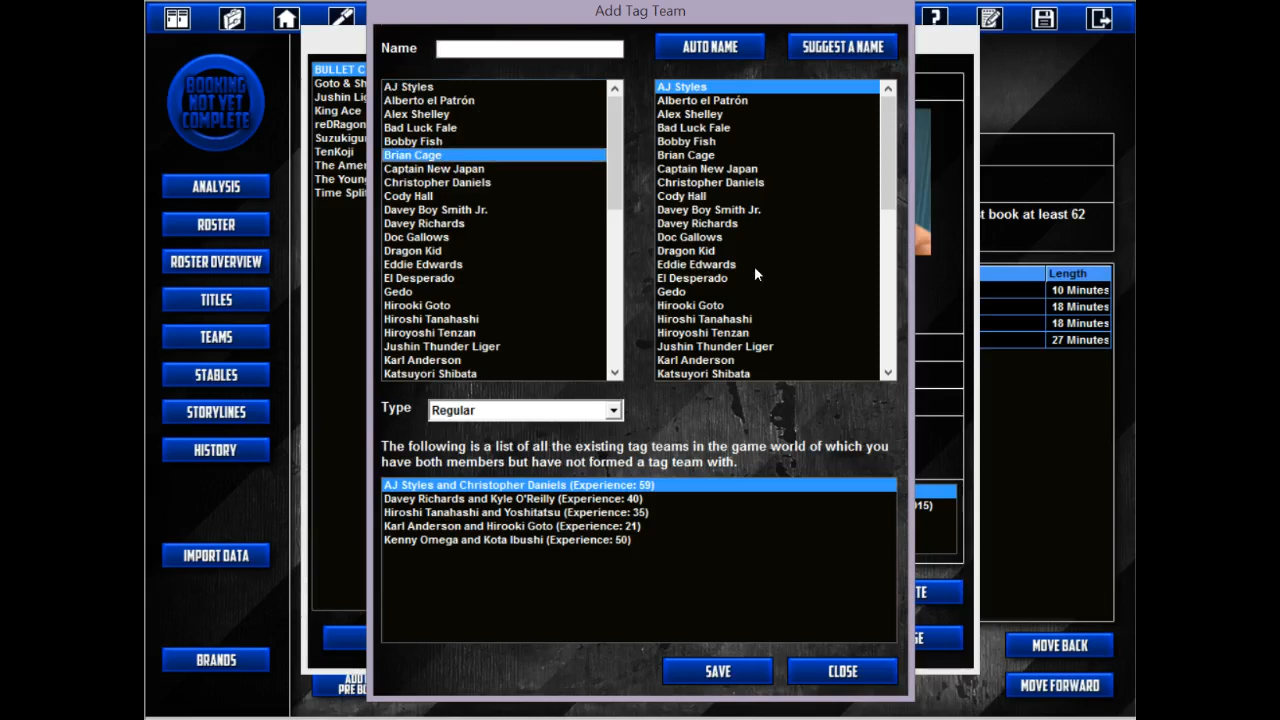 Add Tag Team
Name
AUTO NAME
SUGGEST A NAME
BOOKING
NOT YET
COMPLETE
ANALYSIS
ROSTER
ROSTER OVERVIEW
TITLES
TEAMS
STABLES
STORYLINES
HISTORY
IMPORT DATA
BRANDS
BULLET C
Goto & Sh
Jushin Lig
King Ace
reDRagon
Suzukigun
TenKoji
The Amer
The Young
Time Split
AJ Styles
Alberto el Patrón
Alex Shelley
Bad Luck Fale
Bobby Fish
Brian Cage
Captain New Japan
Christopher Daniels
Cody Hall
Davey Boy Smith Jr.
Davey Richards
Doc Gallows
Dragon Kid
Eddie Edwards
El Desperado
Gedo
Hirooki Goto
Hiroshi Tanahashi
Hiroyoshi Tenzan
Jushin Thunder Liger
Karl Anderson
Katsuyori Shibata
AJ Styles
Alberto el Patrón
Alex Shelley
Bad Luck Fale
Bobby Fish
Brian Cage
Captain New Japan
Christopher Daniels
Cody Hall
Davey Boy Smith Jr.
Davey Richards
Doc Gallows
Dragon Kid
Eddie Edwards
El Desperado
Gedo
Hirooki Goto
Hiroshi Tanahashi
Hiroyoshi Tenzan
Jushin Thunder Liger
Karl Anderson
Katsuyori Shibata
Type Regular
The following is a list of all the existing tag teams in the game world of which you
have both members but have not formed a tag team with.
AJ Styles and Christopher Daniels (Experience: 59)
Davey Richards and Kyle O'Reilly (Experience: 40)
Hiroshi Tanahashi and Yoshitatsu (Experience: 35)
Karl Anderson and Hirooki Goto (Experience: 21)
Kenny Omega and Kota Ibushi (Experience: 50)
SAVE
CLOSE
?
t book at least 62
Length
10 Minutes
18 Minutes
18 Minutes
27 Minutes
15)
TE
GE
ADD
PRE BO
MOVE BACK
MOVE FORWARD